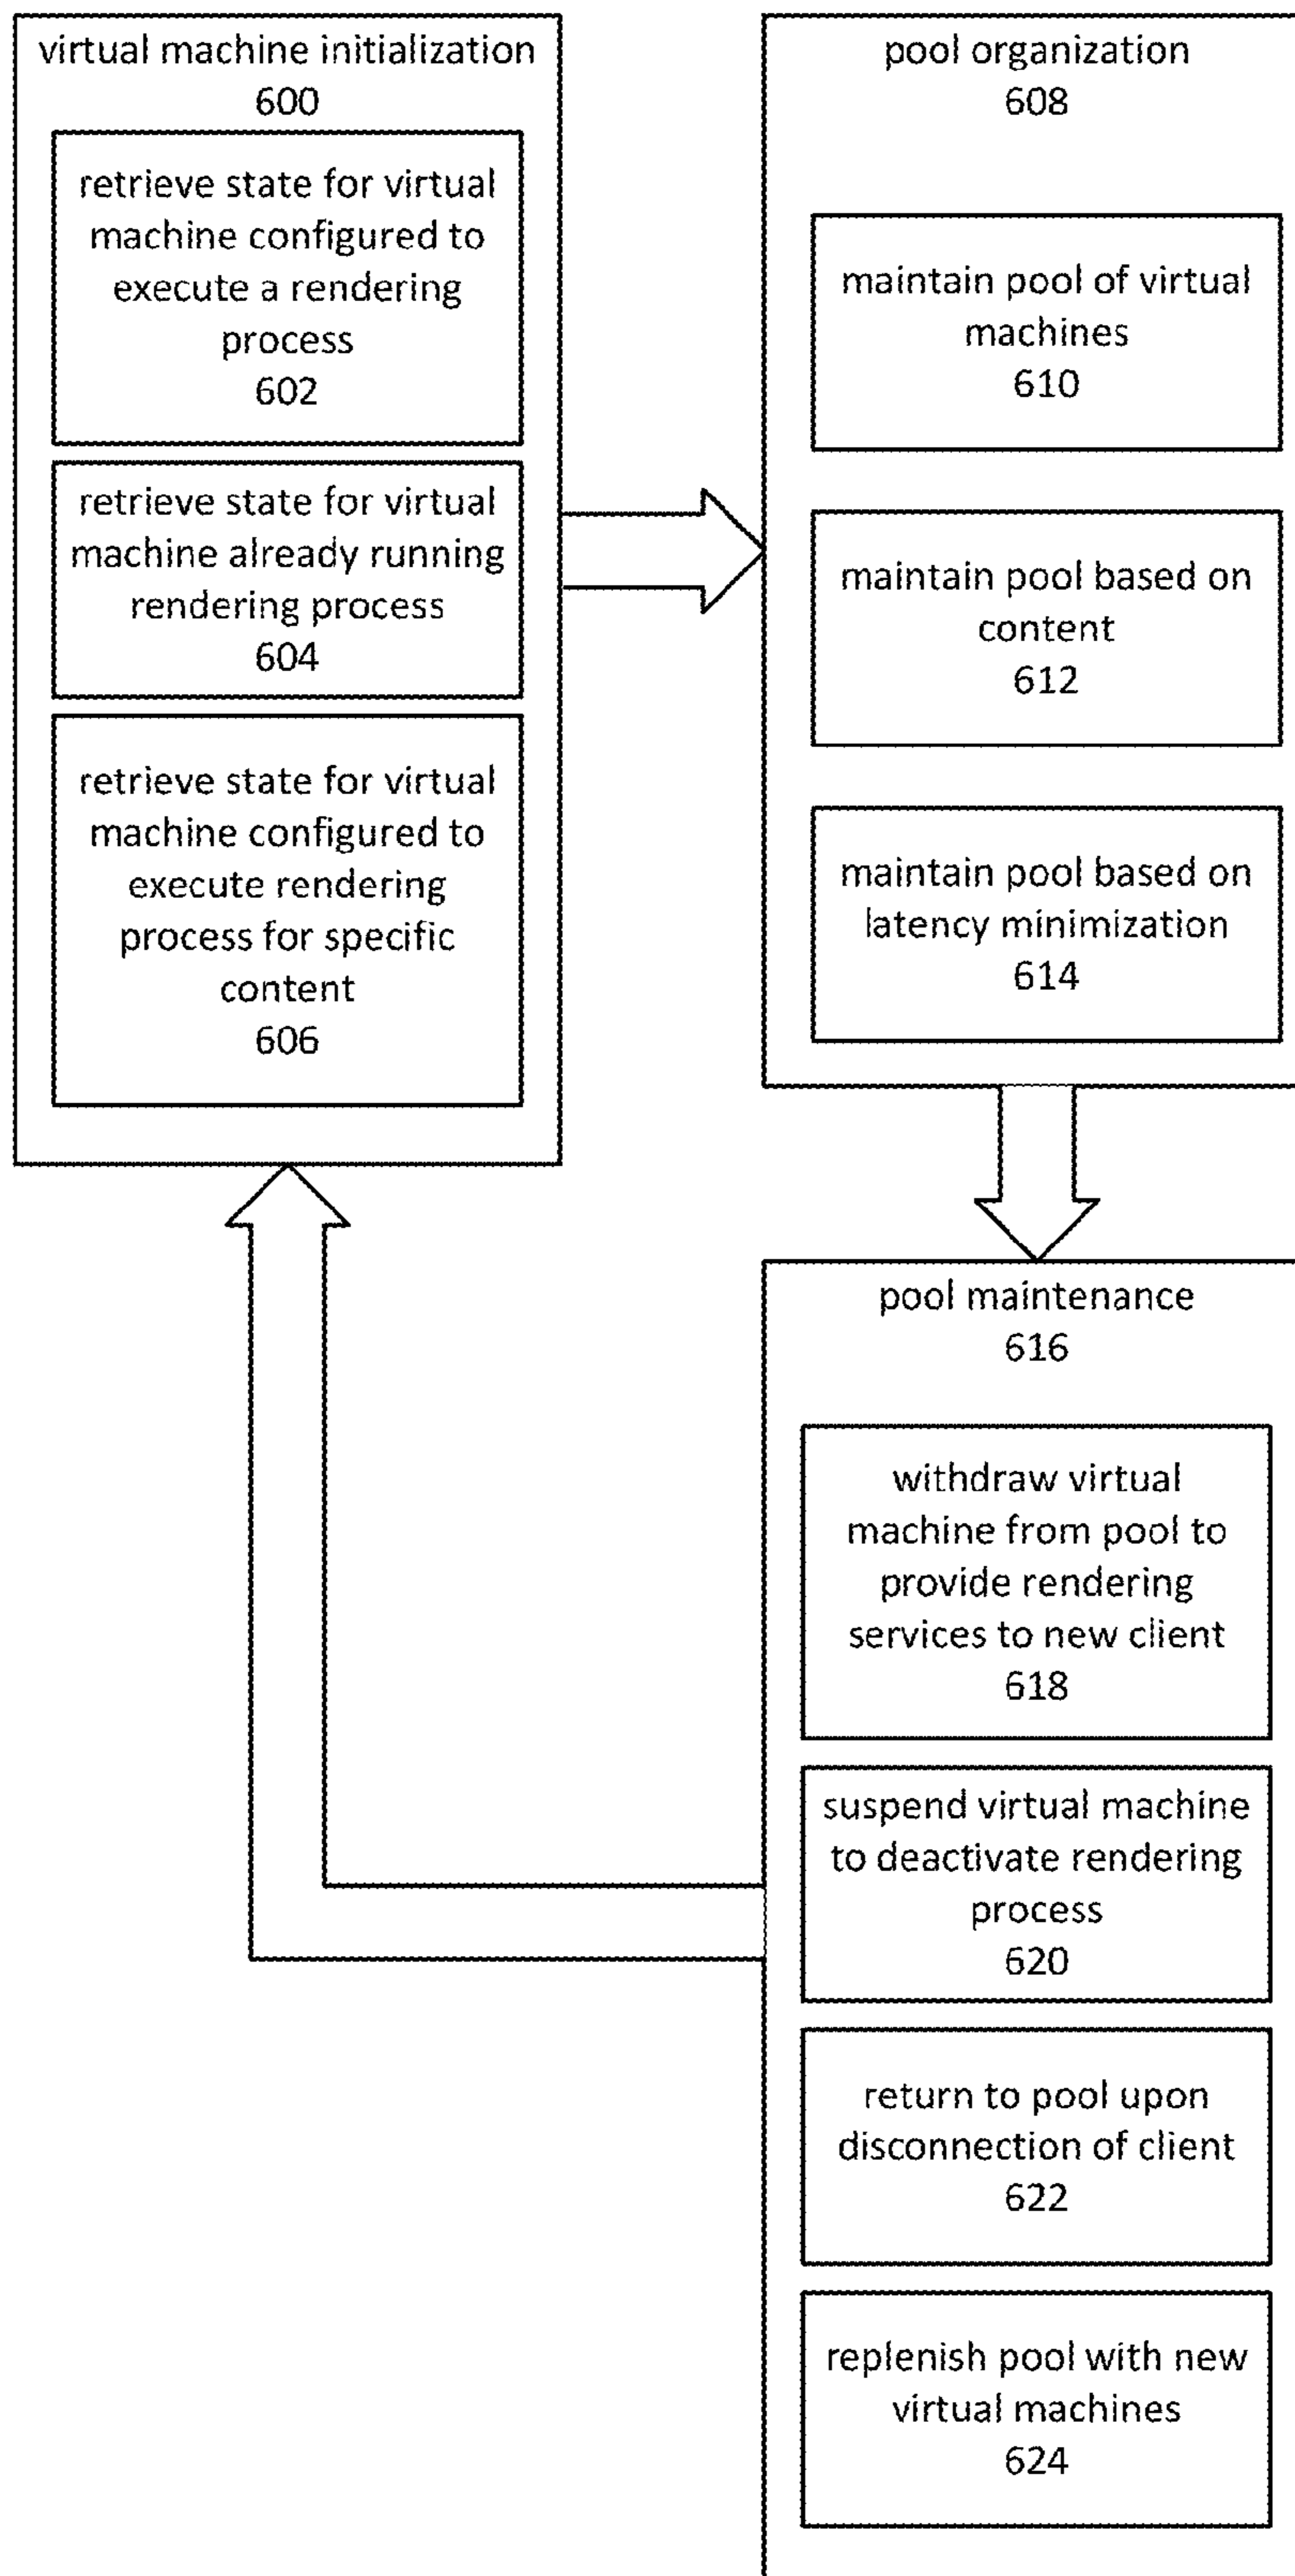 virtual machine initialization
600
retrieve state for virtual
machine configured to
execute a rendering
process
602
retrieve state for virtual
machine already running
rendering process
604
retrieve state for virtual
machine configured to
execute rendering
process for specific
content
606
pool organization
608
maintain pool of virtual
machines
610
maintain pool based on
content
612
maintain pool based on
latency minimization
614
pool maintenance
616
withdraw virtual
machine from pool to
provide rendering
services to new client
618
suspend virtual machine
to deactivate rendering
process
620
return to pool upon
disconnection of client
622
replenish pool with new
virtual machines
624